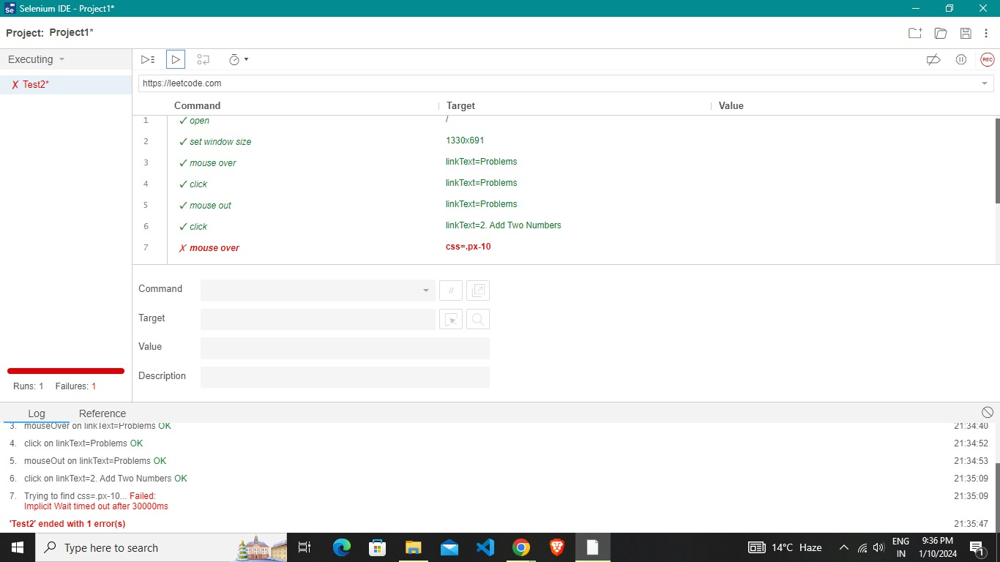 Se Selenium IDE - Project1*
Project: Project1*
Executing
✗ Test2*
REC
https://leetcode.com
Command Target Value
1 ✓ open /
2 ✓ set window size 1330x691
3 ✓ mouse over linkText=Problems
4 ✓ click linkText=Problems
5 ✓ mouse out linkText=Problems
6 ✓ click linkText=2. Add Two Numbers
7 ✗ mouse over css=.px-10
Command //
Target
Value
Description
Runs: 1 Failures: 1
Log Reference
3. mouseOver on linkText=Problems OK 21:34:40
4. click on linkText=Problems OK 21:34:52
5. mouseOut on linkText=Problems OK 21:34:53
6. click on linkText=2. Add Two Numbers OK 21:35:09
7. Trying to find css=.px-10... Failed: 21:35:09
Implicit Wait timed out after 30000ms
'Test2' ended with 1 error(s) 21:35:47
Type here to search
14°C Haze
ENG
IN
9:36 PM
1/10/2024
1